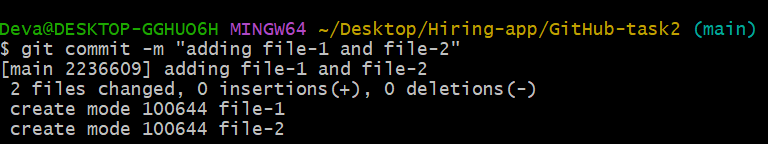 Deva@DESKTOP-GGHUO6H MINGW64 ~/Desktop/Hiring-app/GitHub-task2 (main)
$ git commit -m "adding file-1 and file-2"
[main 2236609] adding file-1 and file-2
 2 files changed, 0 insertions(+), 0 deletions(-)
 create mode 100644 file-1
 create mode 100644 file-2